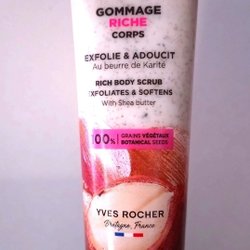 GOMMAGE
RICHE
CORPS
EXFOLIE & ADOUCIT
Au beurre de Karité
RICH BODY SCRUB
EXFOLIATES & SOFTENS
With Shea butter
00% GRAINS VÉGÉTAUX
BOTANICAL SEEDS
YVES ROCHER
Bretagne, France